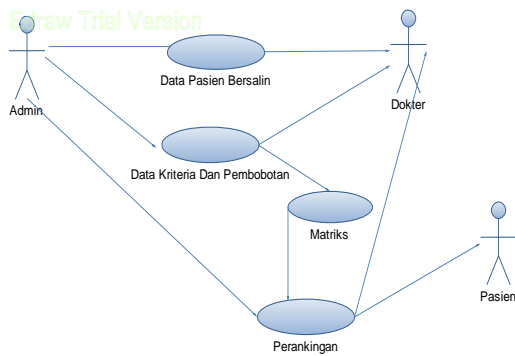 Edraw Trial Version
Admin
Data Pasien Bersalin
Dokter
Data Kriteria Dan Pembobotan
Matriks
Pasien
Perankingan